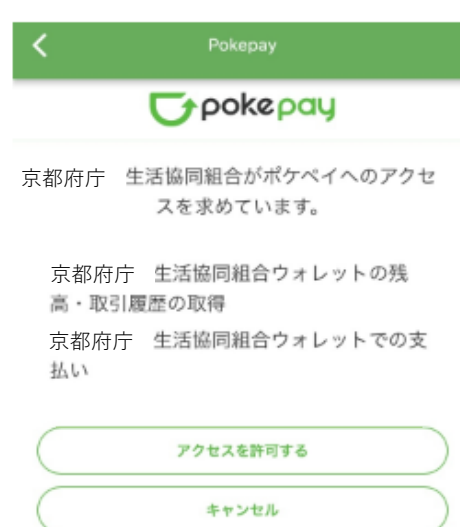 Pokepay
pokepay
京都府庁　生活協同組合がポケペイへのアクセ
スを求めています。
京都府庁　生活協同組合ウォレットの残
高・取引履歴の取得
京都府庁　生活協同組合ウォレットでの支
払い
アクセスを許可する
キャンセル